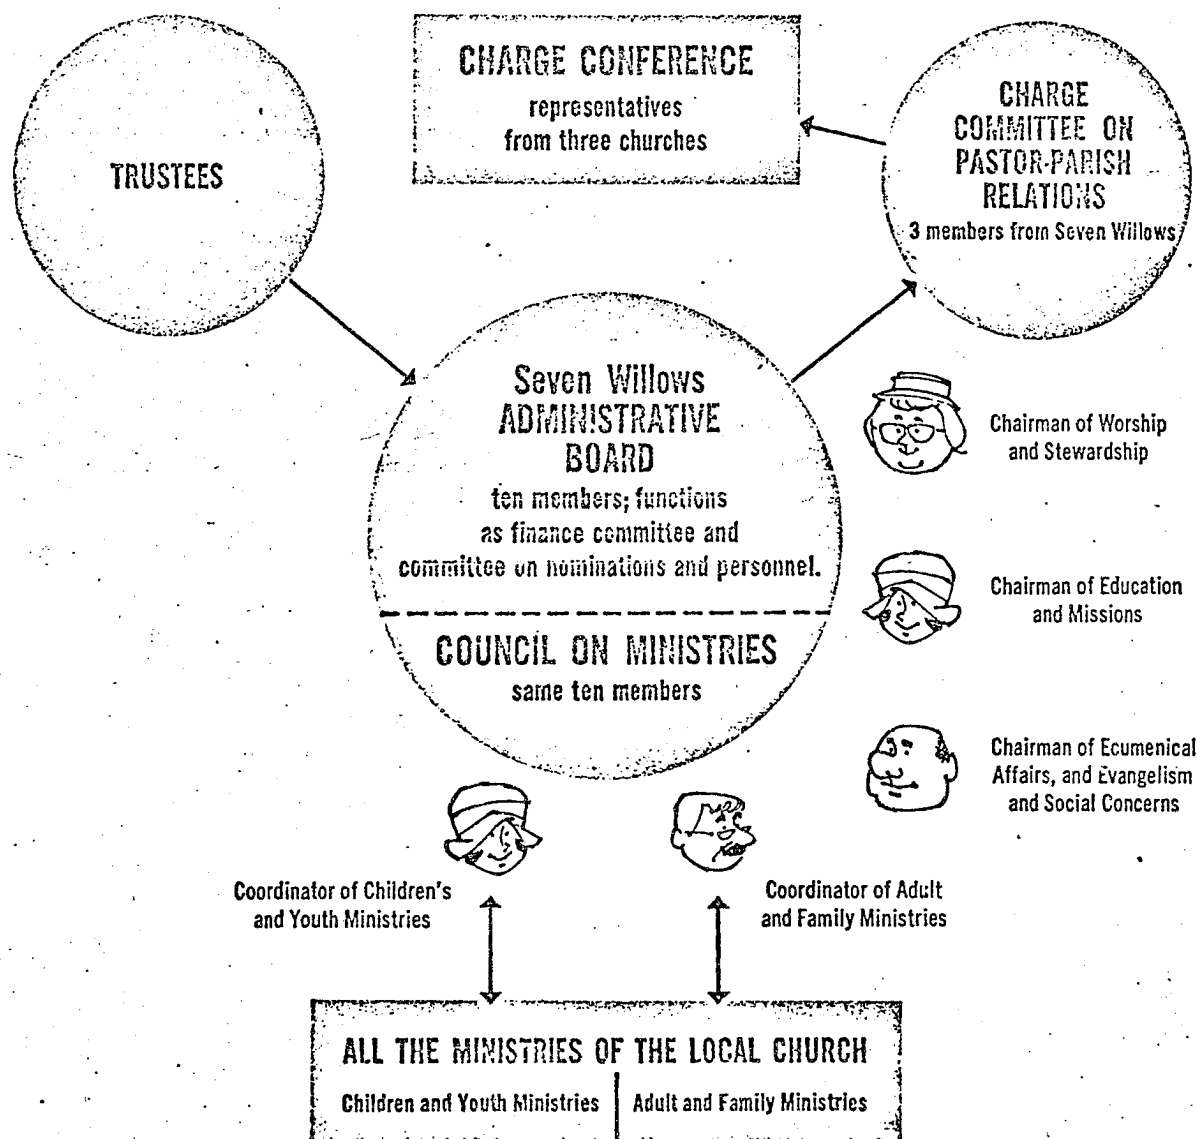 CHARGE CONFERENCE
representatives
from three churches
TRUSTEES
CHARGE
COMMITTEE ON
PASTOR-PARISH
RELATIONS
3 members from Seven Willows
Seven Willows
ADMINISTRATIVE
BOARD
ten members; functions
as finance committee and
committee on nominations and personnel.
COUNCIL ON MINISTRIES
same ten members
Chairman of Worship
and Stewardship
Chairman of Education
and Missions
Chairman of Ecumenical
Affairs, and Evangelism
and Social Concerns
Coordinator of Children's
and Youth Ministries
Coordinator of Adult
and Family Ministries
ALL THE MINISTRIES OF THE LOCAL CHURCH
Children and Youth Ministries
Adult and Family Ministries